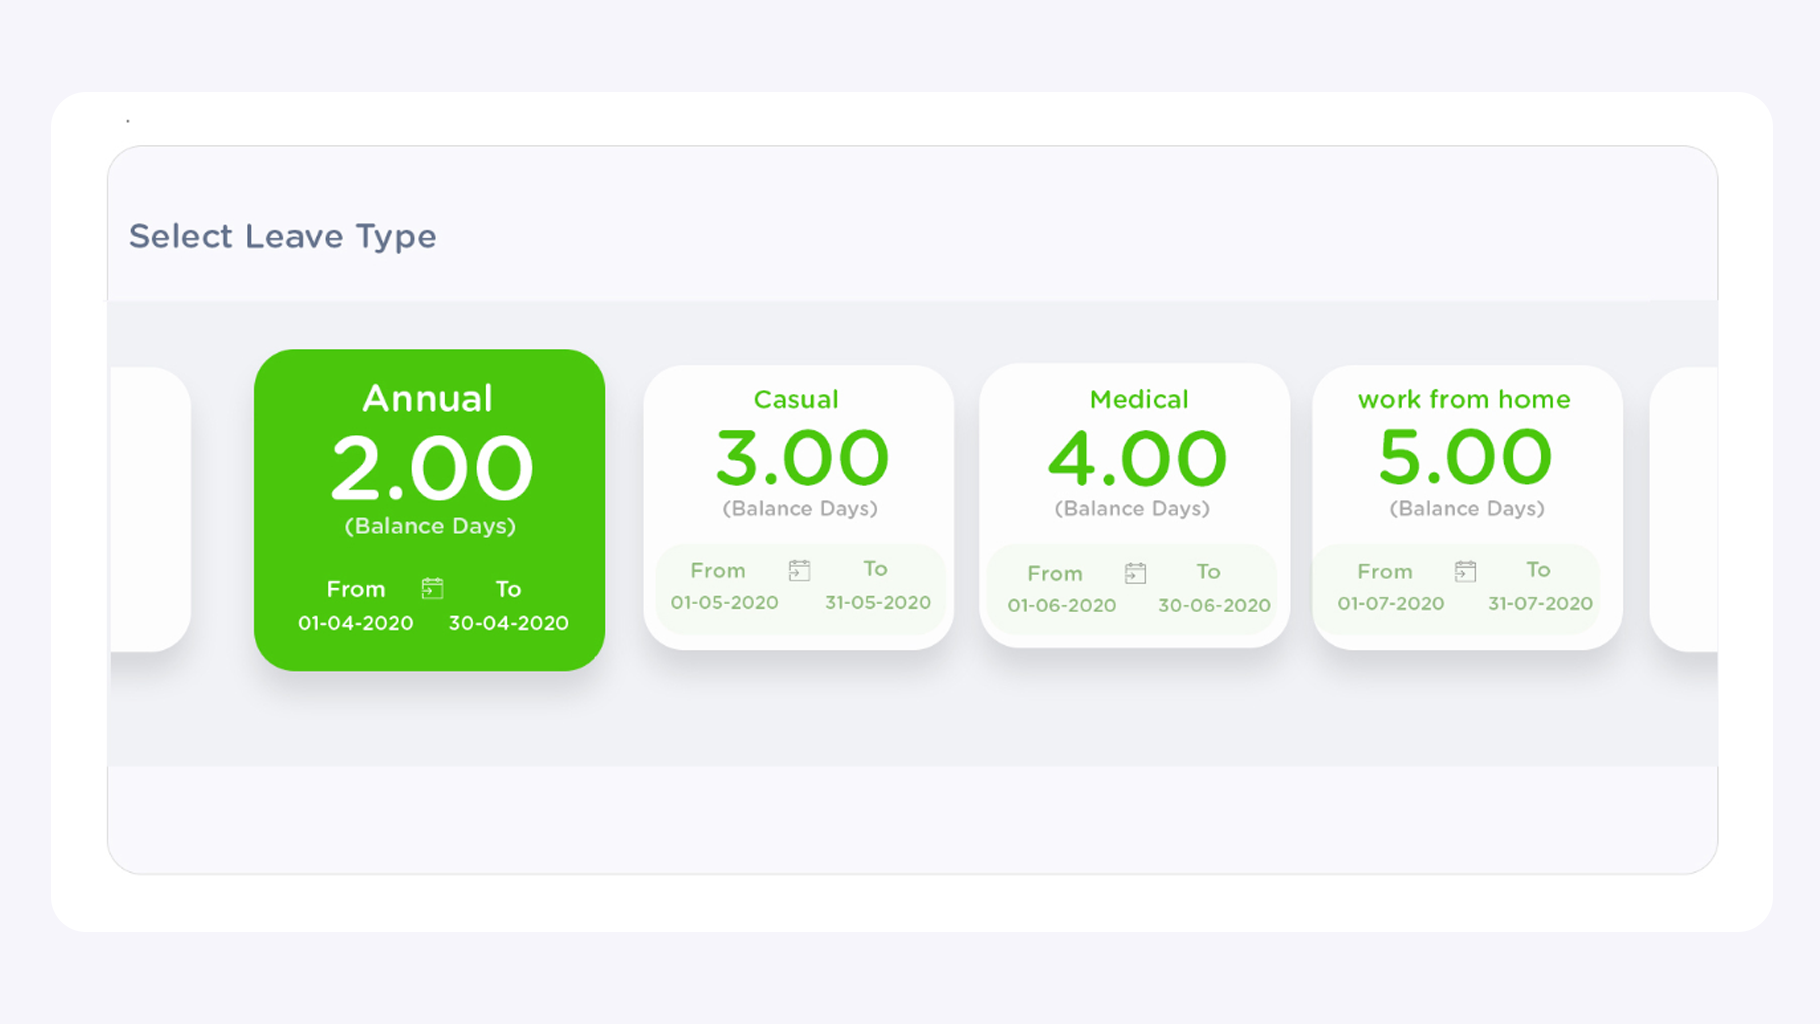 Select Leave Type
Annual
2.00
(Balance Days)
From To
01-04-2020 30-04-2020
Casual
3.00
(Balance Days)
From To
01-05-2020 31-05-2020
Medical
4.00
(Balance Days)
From To
01-06-2020 30-06-2020
work from home
5.00
(Balance Days)
From To
01-07-2020 31-07-2020